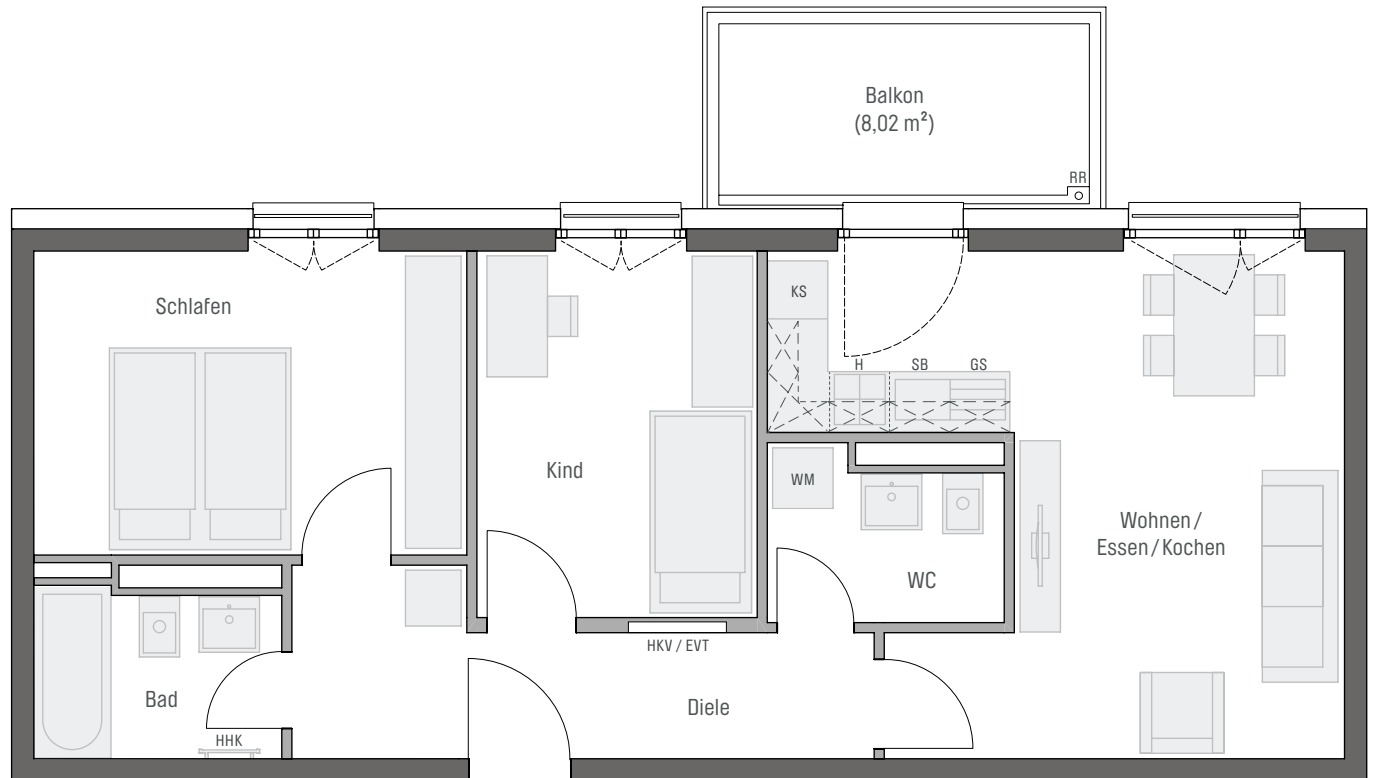 Balkon
(8,02 m²)
RR
Schlafen
KS
H
SB
GS
Kind
WM
Wohnen /
Essen / Kochen
WC
HKV / EVT
Bad
Diele
HHK